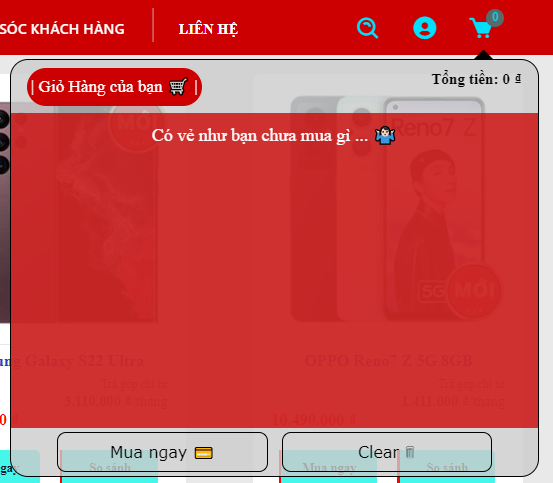 SÓC KHÁCH HÀNG
LIÊN HỆ
0
| Giỏ Hàng của bạn 🛒 |
Tổng tiền: 0 đ
Có vẻ như bạn chưa mua gì ... 🤷🏻‍♂️
MỚI
Reno7 Z
5G MỚI
ung Galaxy S22 Ultra
OPPO Reno7 Z 5G 8GB
Trả góp chỉ từ
3.110.000 đ/tháng
Trả góp chỉ từ
1.411.000 đ/tháng
0 đ
10.490.000 đ
Mua ngay 💳
Clear
gay
So sánh
Mua ngay
So sánh